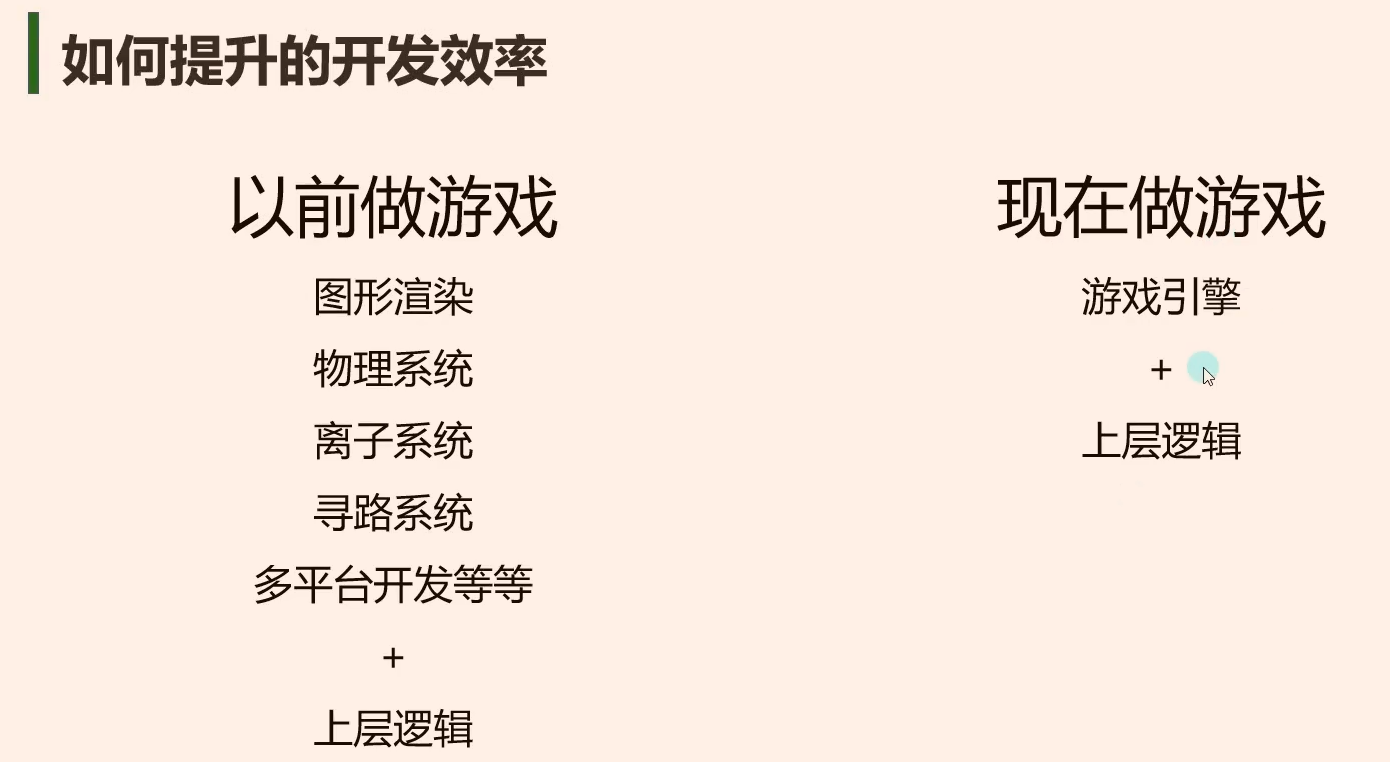 如何提升的开发效率
以前做游戏
图形渲染
物理系统
离子系统
寻路系统
多平台开发等等
+
上层逻辑
现在做游戏
游戏引擎
+
上层逻辑